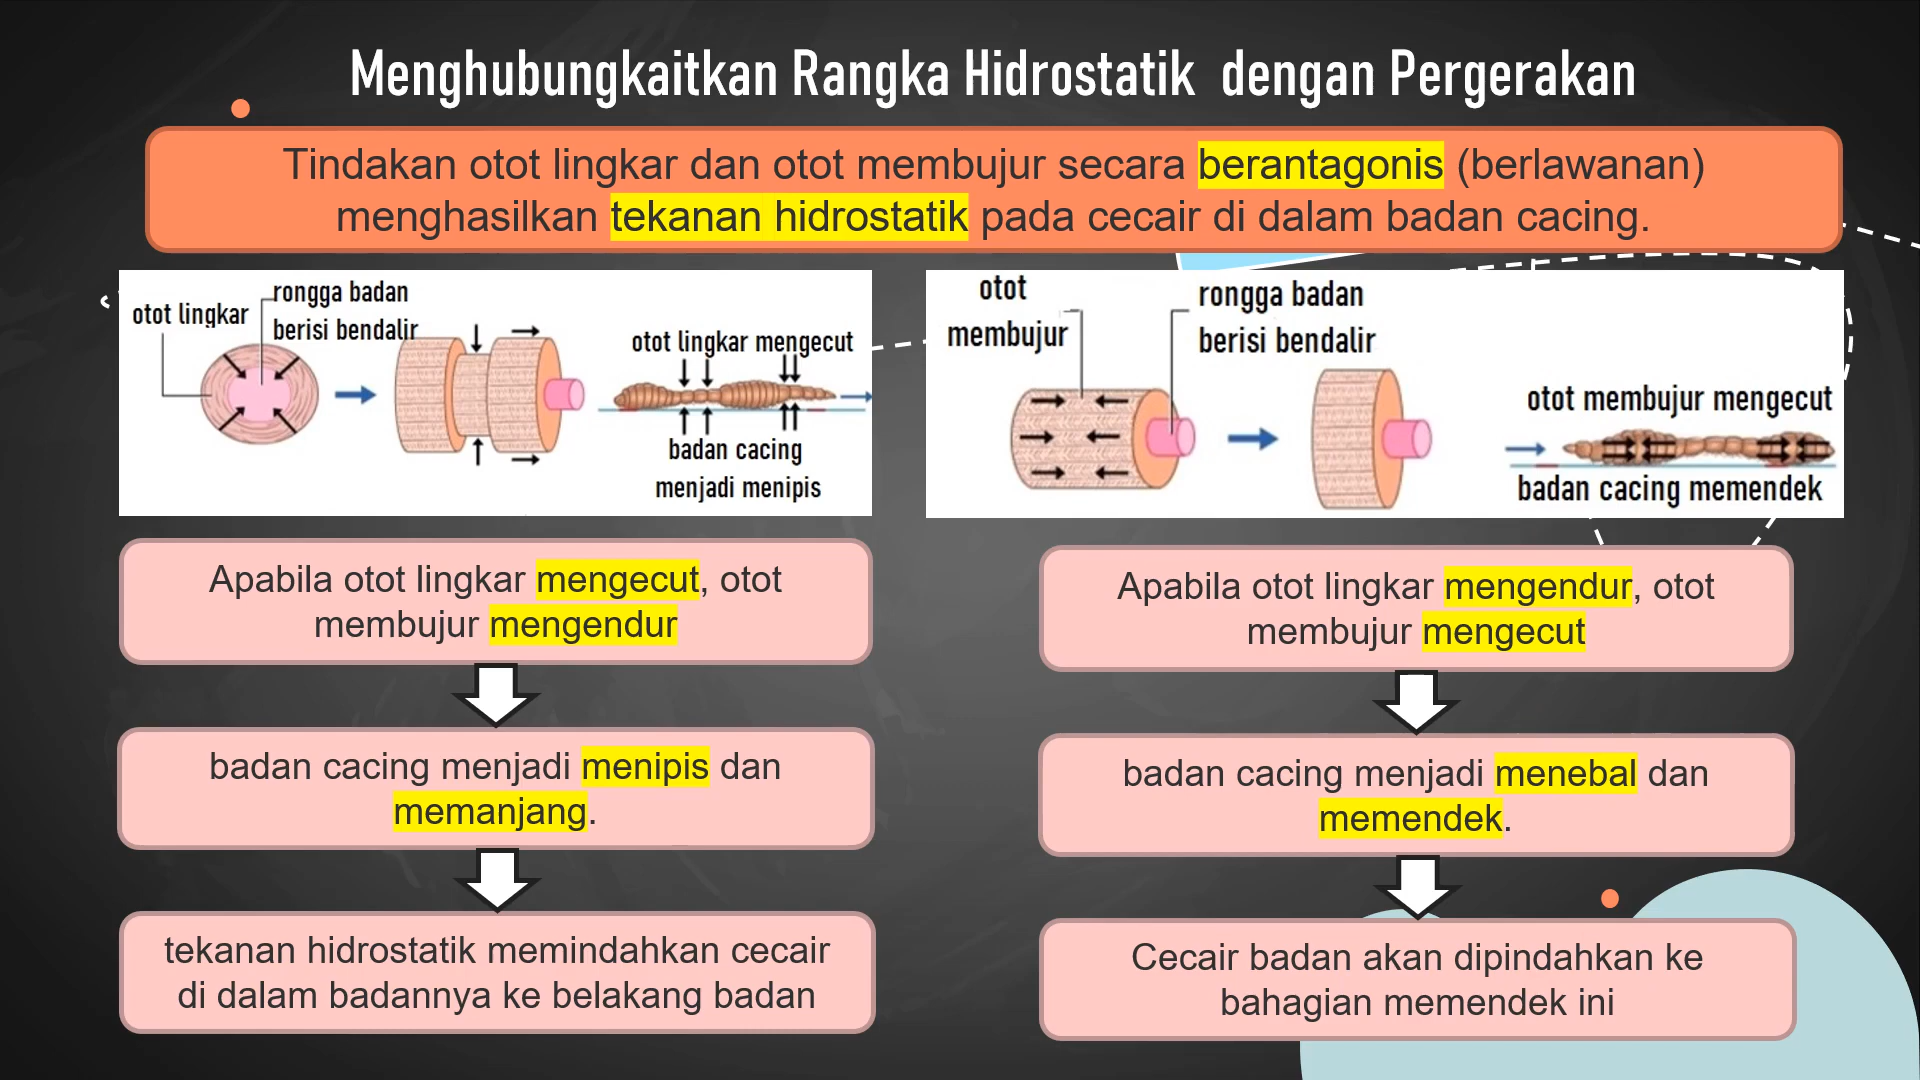 Menghubungkaitkan Rangka Hidrostatik dengan Pergerakan
Tindakan otot lingkar dan otot membujur secara berantagonis (berlawanan)
menghasilkan tekanan hidrostatik pada cecair di dalam badan cacing.
otot lingkar
rongga badan
berisi bendalir
otot lingkar mengecut
badan cacing
menjadi menipis
otot
membujur
rongga badan
berisi bendalir
otot membujur mengecut
badan cacing memendek
Apabila otot lingkar mengecut, otot
membujur mengendur
badan cacing menjadi menipis dan
memanjang.
tekanan hidrostatik memindahkan cecair
di dalam badannya ke belakang badan
Apabila otot lingkar mengendur, otot
membujur mengecut
badan cacing menjadi menebal dan
memendek.
Cecair badan akan dipindahkan ke
bahagian memendek ini